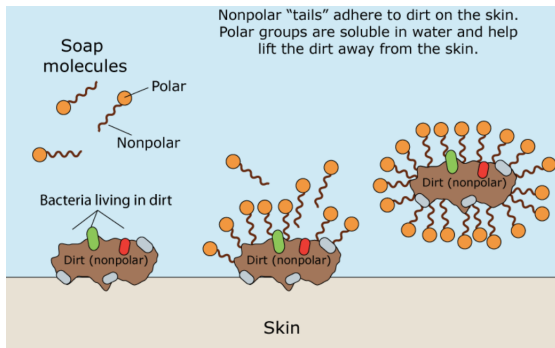 Nonpolar “tails” adhere to dirt on the skin.
Polar groups are soluble in water and help
lift the dirt away from the skin.
Soap
molecules
Polar
Nonpolar
Bacteria living in dirt
Dirt (nonpolar)
Dirt (nonpolar)
Dirt (nonpolar)
Skin